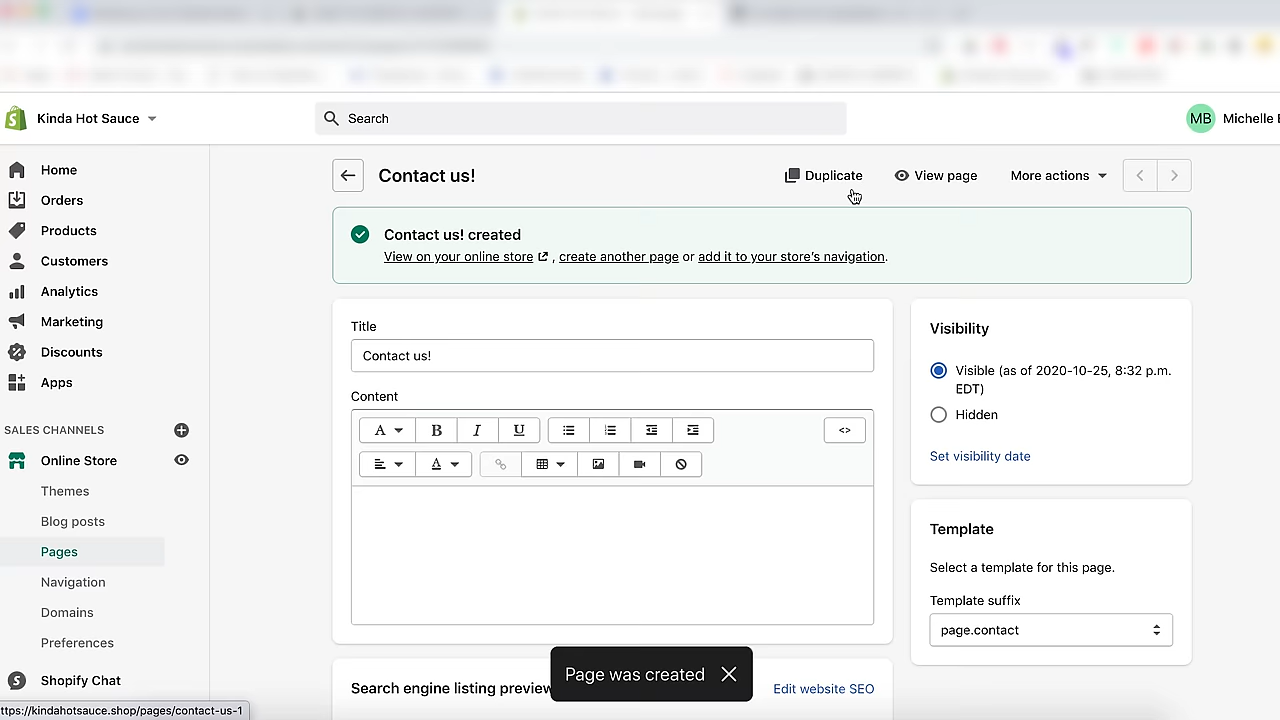 Kinda Hot Sauce
Search
MB
Michelle
Home
Orders
Products
Customers
Analytics
Marketing
Discounts
Apps
SALES CHANNELS
Online Store
Themes
Blog posts
Pages
Navigation
Domains
Preferences
Shopify Chat
ttps://kindahotsauce.shop/pages/contact-us-1
Contact us!
Duplicate
View page
More actions
Contact us! created
View on your online store , create another page or add it to your store's navigation.
Title
Contact us!
Content
A
B I U
<>
A
Search engine listing preview
Edit website SEO
Page was created
Visibility
Visible (as of 2020-10-25, 8:32 p.m.
EDT)
Hidden
Set visibility date
Template
Select a template for this page.
Template suffix
page.contact